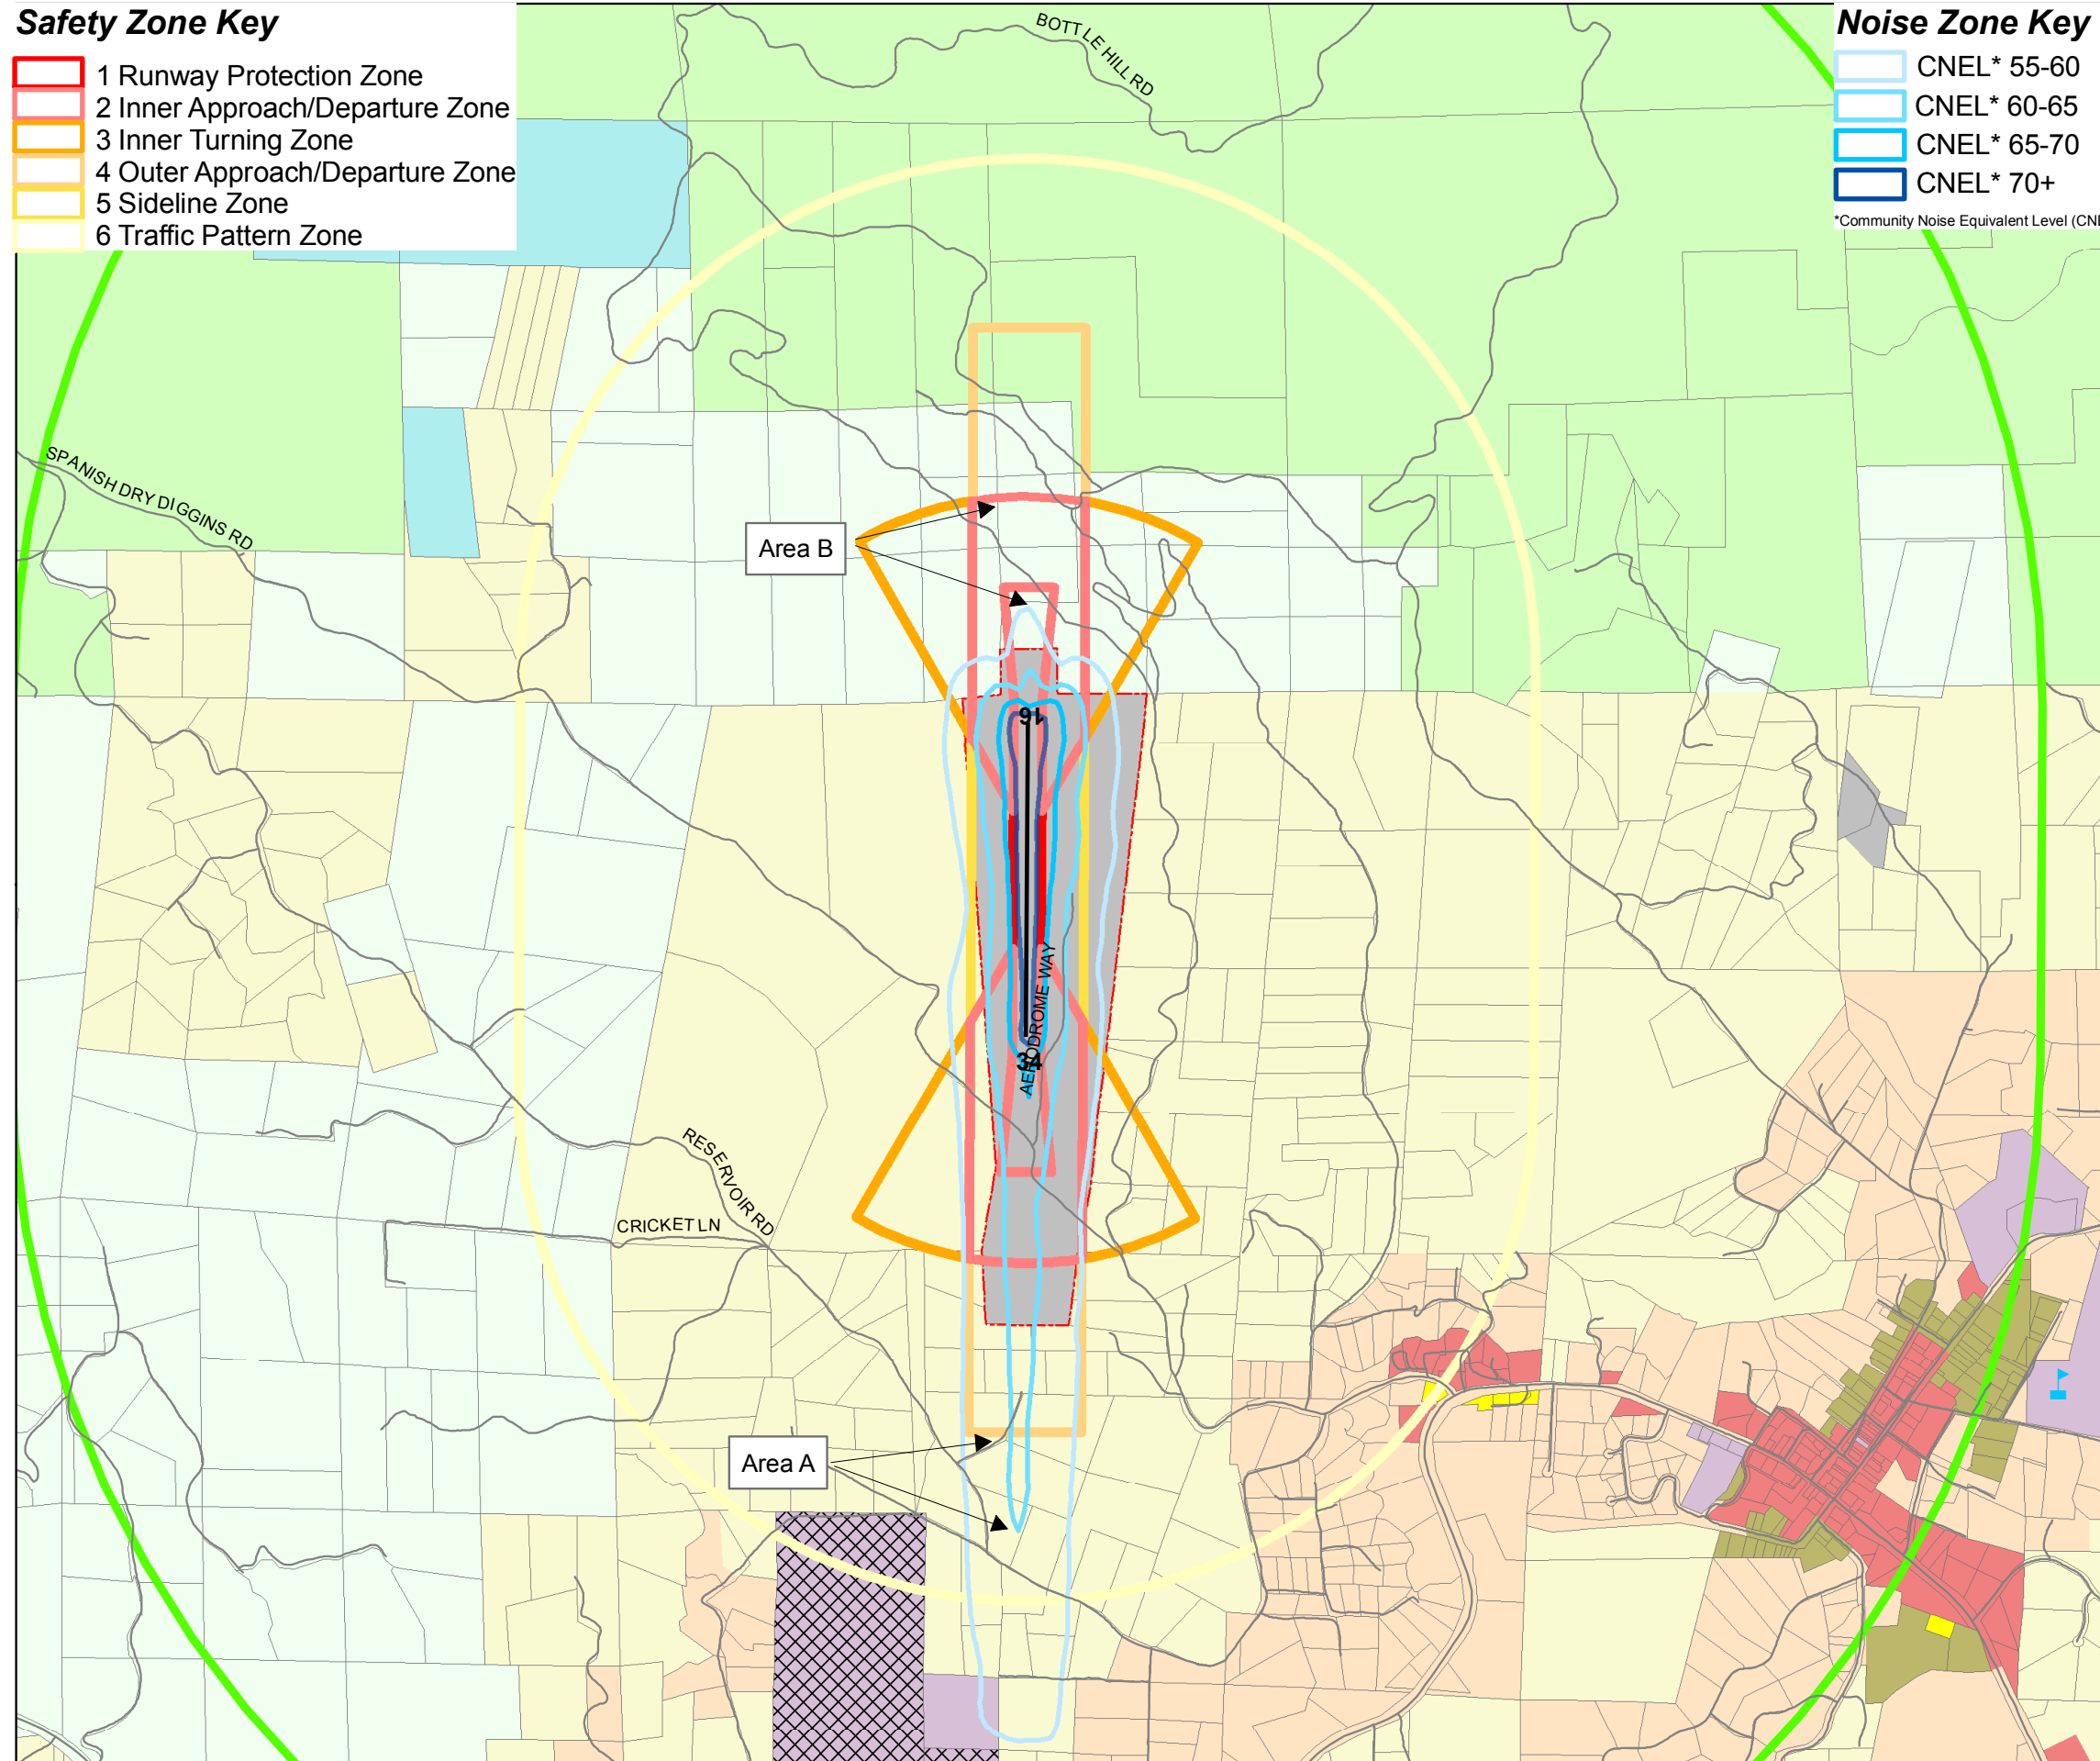 Safety Zone Key
1 Runway Protection Zone
2 Inner Approach/Departure Zone
3 Inner Turning Zone
4 Outer Approach/Departure Zone
5 Sideline Zone
6 Traffic Pattern Zone
Noise Zone Key
CNEL* 55-60
CNEL* 60-65
CNEL* 65-70
CNEL* 70+
*Community Noise Equivalent Level (CNE
BOTTLE HILL RD
SPANISH DRY DIGGINS RD
Area B
16
AERODROME WAY
34
RESERVOIR RD
CRICKET LN
Area A